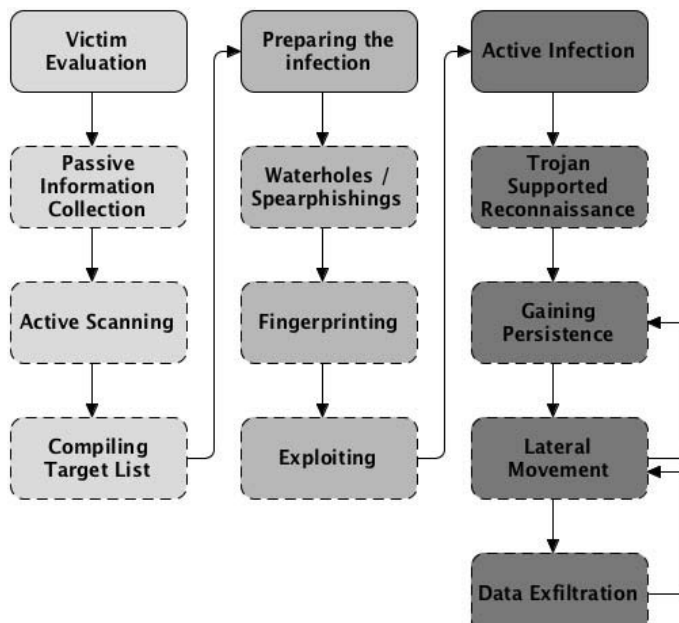 Victim
Evaluation
Passive
Information
Collection
Active Scanning
Compiling
Target List
Preparing the
infection
Waterholes /
Spearphishings
Fingerprinting
Exploiting
Active Infection
Trojan
Supported
Reconnaissance
Gaining
Persistence
Lateral
Movement
Data Exfiltration